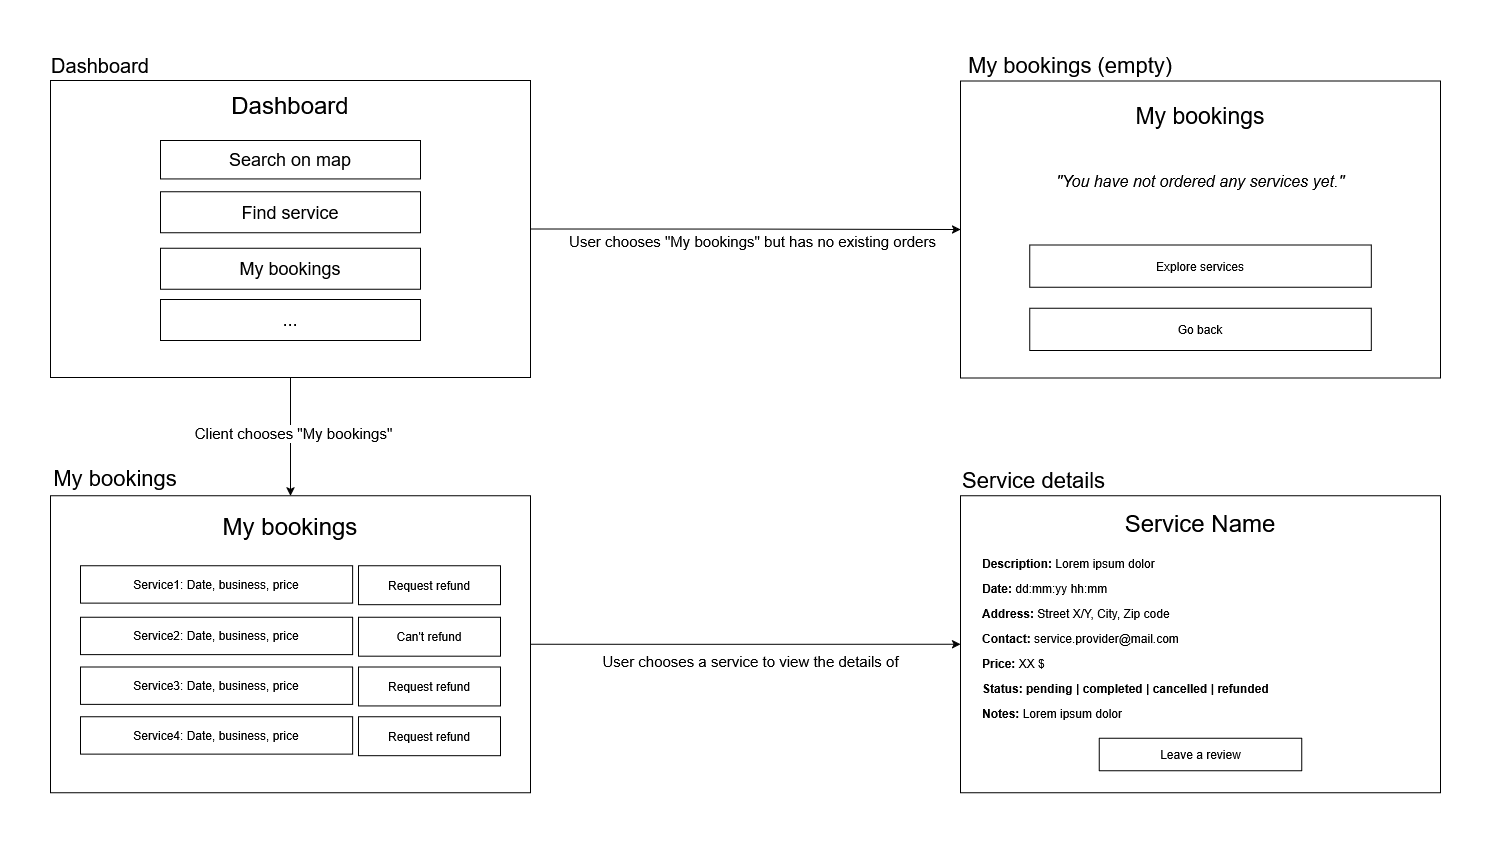 Dashboard
Dashboard
Search on map
Find service
My bookings
...
User chooses "My bookings" but has no existing orders
My bookings (empty)
My bookings
"You have not ordered any services yet."
Explore services
Go back
Client chooses "My bookings"
My bookings
My bookings
Service1: Date, business, price
Request refund
Service2: Date, business, price
Can't refund
Service3: Date, business, price
Request refund
Service4: Date, business, price
Request refund
User chooses a service to view the details of
Service details
Service Name
Description: Lorem ipsum dolor
Date: dd:mm:yy hh:mm
Address: Street X/Y, City, Zip code
Contact: service.provider@mail.com
Price: XX $
Status: pending | completed | cancelled | refunded
Notes: Lorem ipsum dolor
Leave a review